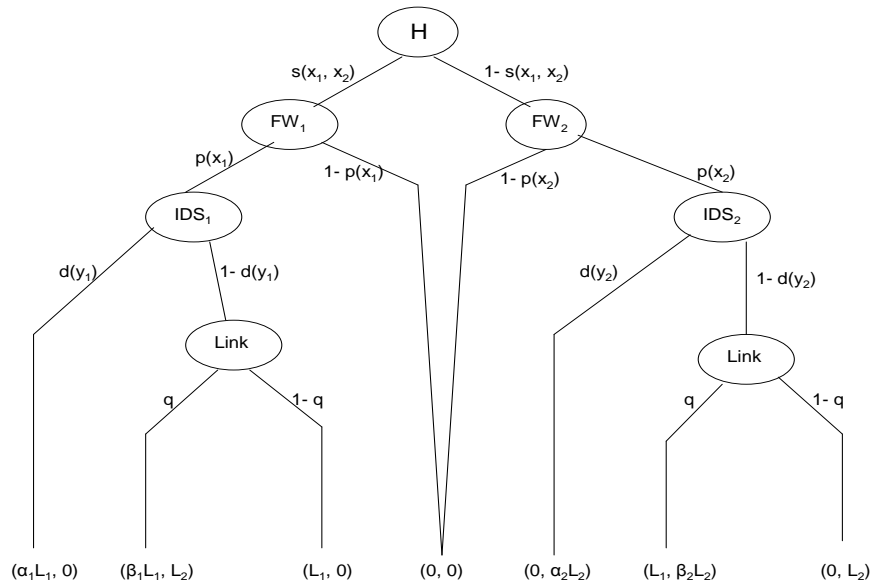 H
s(x₁, x₂) 1- s(x₁, x₂)
FW₁ FW₂
p(x₁) 1- p(x₁) 1- p(x₂) p(x₂)
IDS₁ IDS₂
d(y₁) 1- d(y₁) d(y₂) 1- d(y₂)
Link Link
q 1- q q 1- q
(α₁L₁, 0) (β₁L₁, L₂) (L₁, 0) (0, 0) (0, α₂L₂) (L₁, β₂L₂) (0, L₂)